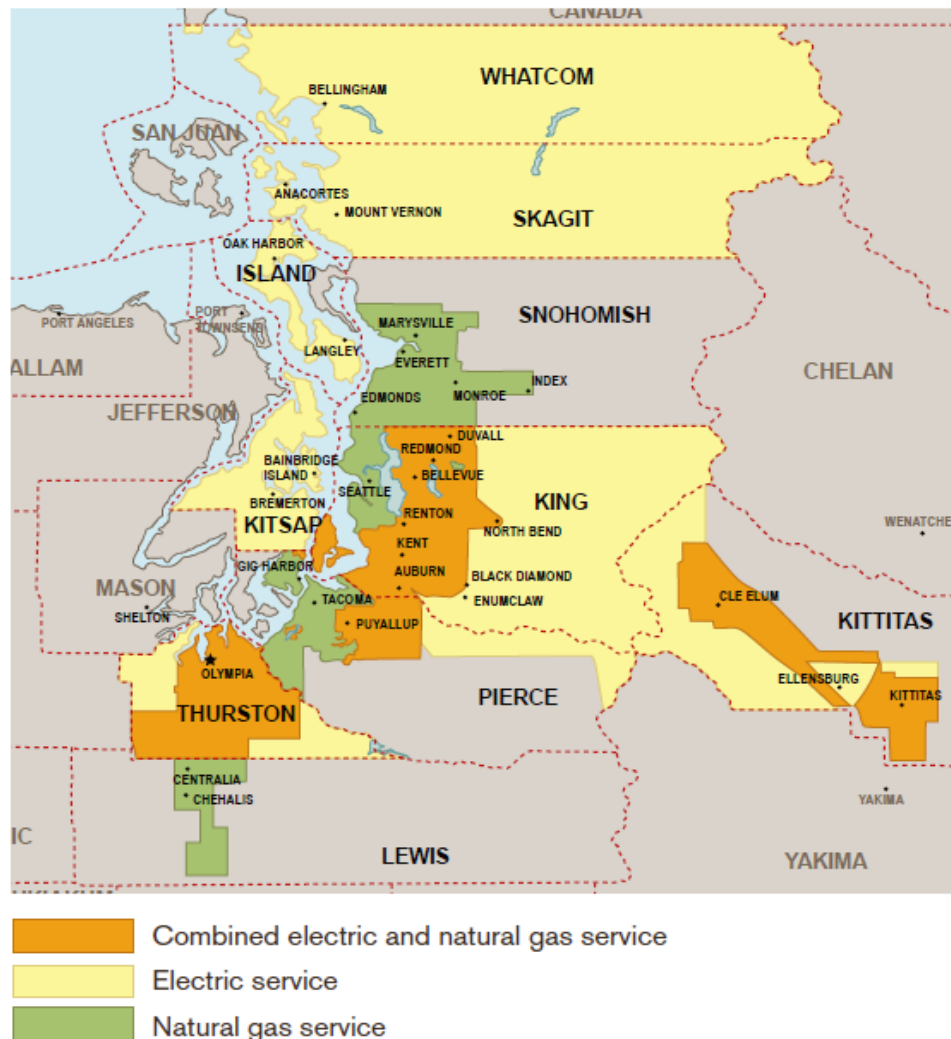 CANADA
WHATCOM
BELLINGHAM
SAN JUAN
ANACORTES
MOUNT VERNON
SKAGIT
OAK HARBOR
ISLAND
SNOHOMISH
PORT ANGELES
PORT
TOWNSEND
MARYSVILLE
LANGLEY
EVERETT
ALLAM
CHELAN
INDEX
MONROE
EDMONDS
JEFFERSON
DUVALL
REDMOND
BAINBRIDGE
ISLAND
BELLEVUE
SEATTLE
BREMERTON
KING
KITSAP
RENTON
NORTH BEND
WENATCHE
KENT
GIG HARBOR
AUBURN
BLACK DIAMOND
MASON
ENUMCLAW
CLE ELUM
TACOMA
SHELTON
PUYALLUP
KITTITAS
OLYMPIA
ELLENSBURG
KITTITAS
PIERCE
THURSTON
CENTRALIA
CHEHALIS
YAKIMA
IC
LEWIS
YAKIMA
Combined electric and natural gas service
Electric service
Natural gas service